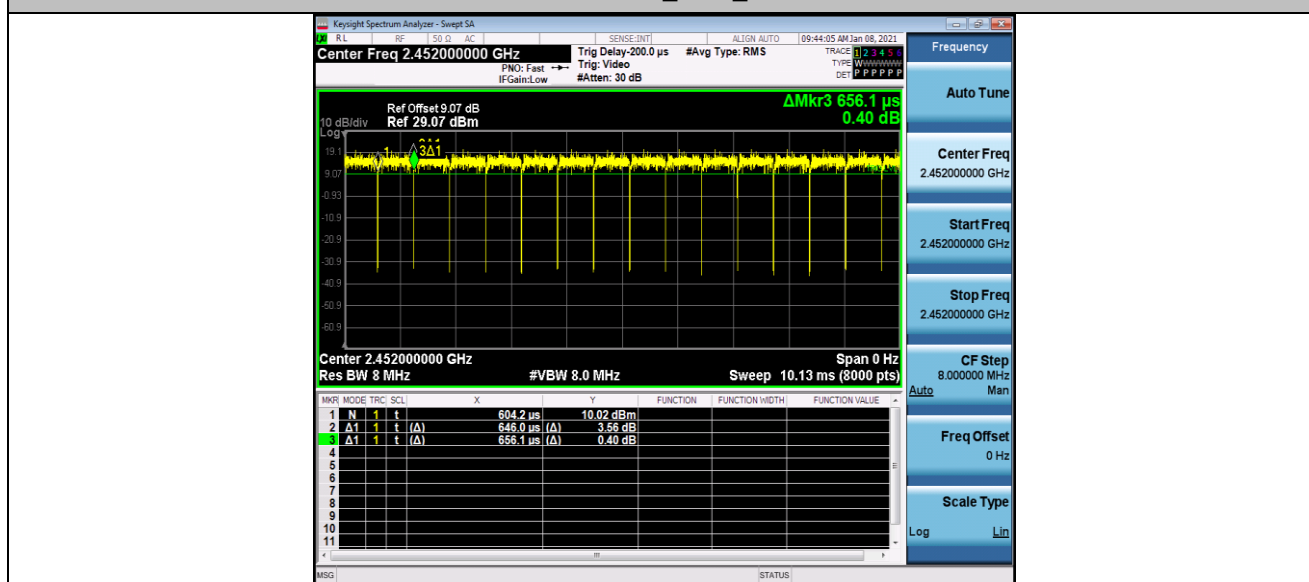 Keysight Spectrum Analyzer - Swept SA
RL RF 50 Ω AC SENSE:INT ALIGN AUTO 09:44:05 AM Jan 08, 2021
Center Freq 2.452000000 GHz
PNO: Fast
IFGain:Low
Trig Delay-200.0 µs
Trig: Video
#Atten: 30 dB
#Avg Type: RMS
TRACE 1 2 3 4 5 6
TYPE W
DET P P P P P P
Ref Offset 9.07 dB
Ref 29.07 dBm
10 dB/div
Log
ΔMkr3 656.1 µs
0.40 dB
1
3Δ1
19.1
9.07
-0.93
-10.9
-20.9
-30.9
-40.9
-50.9
-60.9
Center 2.452000000 GHz Span 0 Hz
Res BW 8 MHz #VBW 8.0 MHz Sweep 10.13 ms (8000 pts)
MKR MODE TRC SCL X Y FUNCTION FUNCTION WIDTH FUNCTION VALUE
1 N 1 t 604.2 µs 10.02 dBm
2 Δ1 1 t (Δ) 646.0 µs (Δ) 3.56 dB
3 Δ1 1 t (Δ) 656.1 µs (Δ) 0.40 dB
4
5
6
7
8
9
10
11
MSG STATUS
Frequency
Auto Tune
Center Freq
2.452000000 GHz
Start Freq
2.452000000 GHz
Stop Freq
2.452000000 GHz
CF Step
8.000000 MHz
Auto Man
Freq Offset
0 Hz
Scale Type
Log Lin